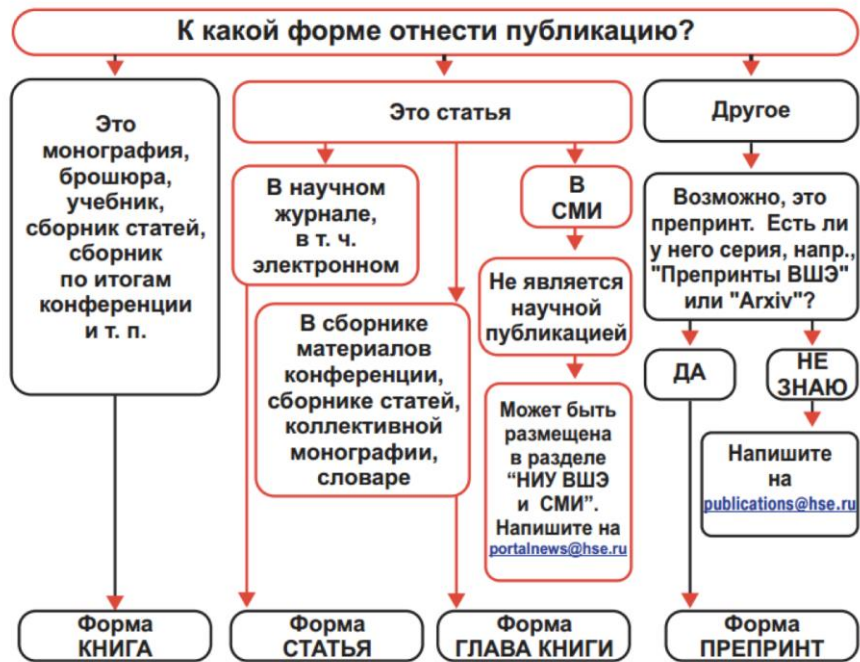 К какой форме отнести публикацию?
Это
монография,
брошюра,
учебник,
сборник статей,
сборник
по итогам
конференции
и т. п.
Это статья
В научном
журнале,
в т. ч.
электронном
В сборнике
материалов
конференции,
сборнике статей,
коллективной
монографии,
словаре
В
СМИ
Не является
научной
публикацией
Может быть
размещена
в разделе
“НИУ ВШЭ
и СМИ”.
Напишите на
portalnews@hse.ru
Другое
Возможно, это
препринт. Есть ли
у него серия, напр.,
"Препринты ВШЭ"
или "Arxiv"?
ДА
НЕ
ЗНАЮ
Напишите
на
publications@hse.ru
Форма
КНИГА
Форма
СТАТЬЯ
Форма
ГЛАВА КНИГИ
Форма
ПРЕПРИНТ